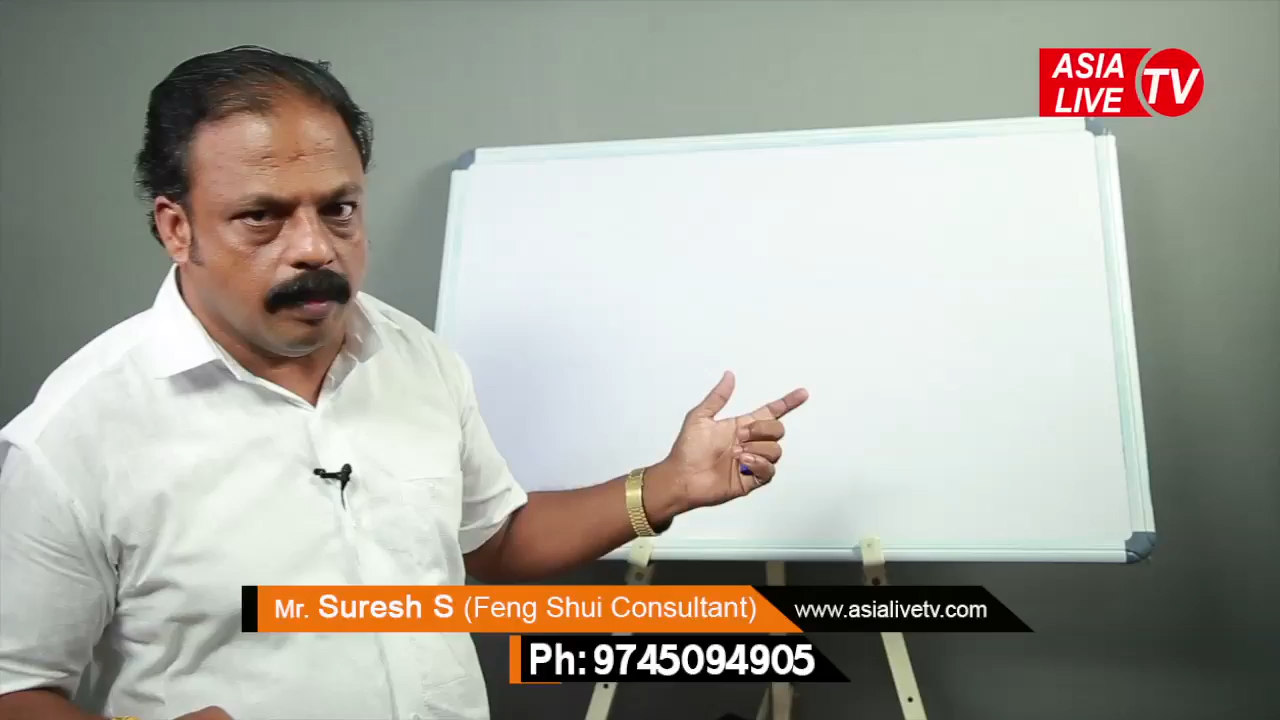 ASIA
LIVE TV
Mr. Suresh S (Feng Shui Consultant)
www.asialivetv.com
Ph: 9745094905